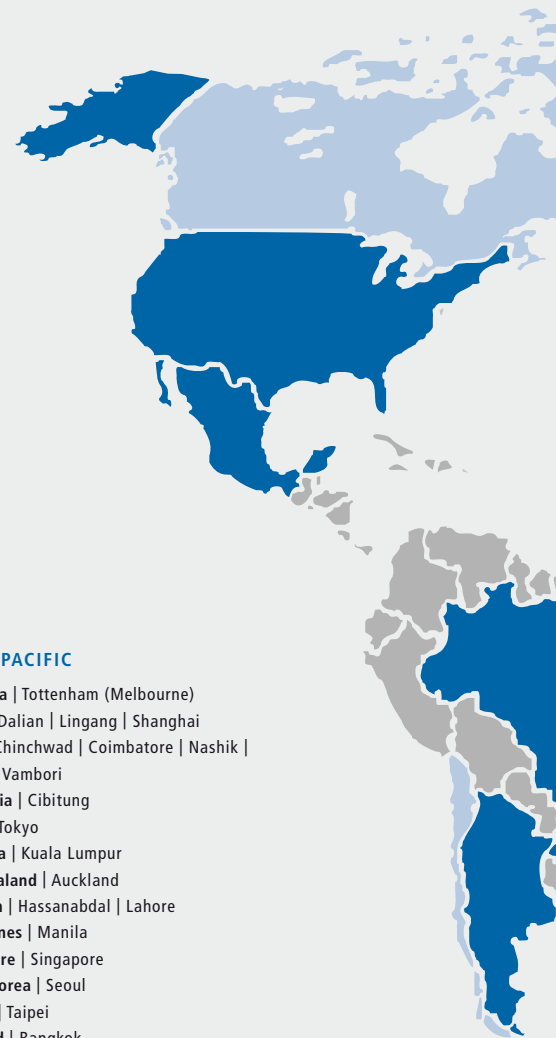 PACIFIC
a | Tottenham (Melbourne)
Dalian | Lingang | Shanghai
Chinchwad | Coimbatore | Nashik |
Vambori
ia | Cibitung
Tokyo
a | Kuala Lumpur
aland | Auckland
n | Hassanabdal | Lahore
nes | Manila
re | Singapore
orea | Seoul
| Taipei
d | Bangkok